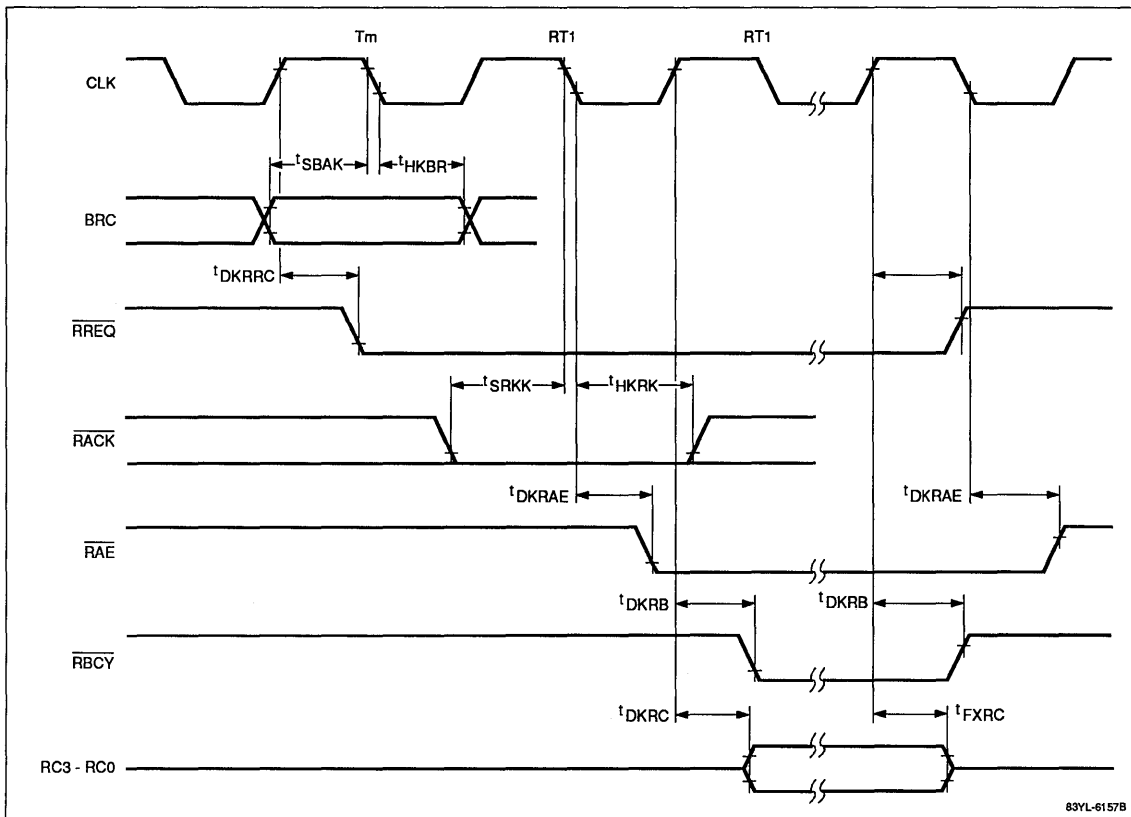 Tm RT1 RT1
CLK
tSBAK tHKBR
BRC
tDKRRC
RREQ
tSRKK tHKRK
RACK
tDKRAE tDKRAE
RAE
tDKRB tDKRB
RBCY
tDKRC tFXRC
RC3 - RC0
83YL-6157B